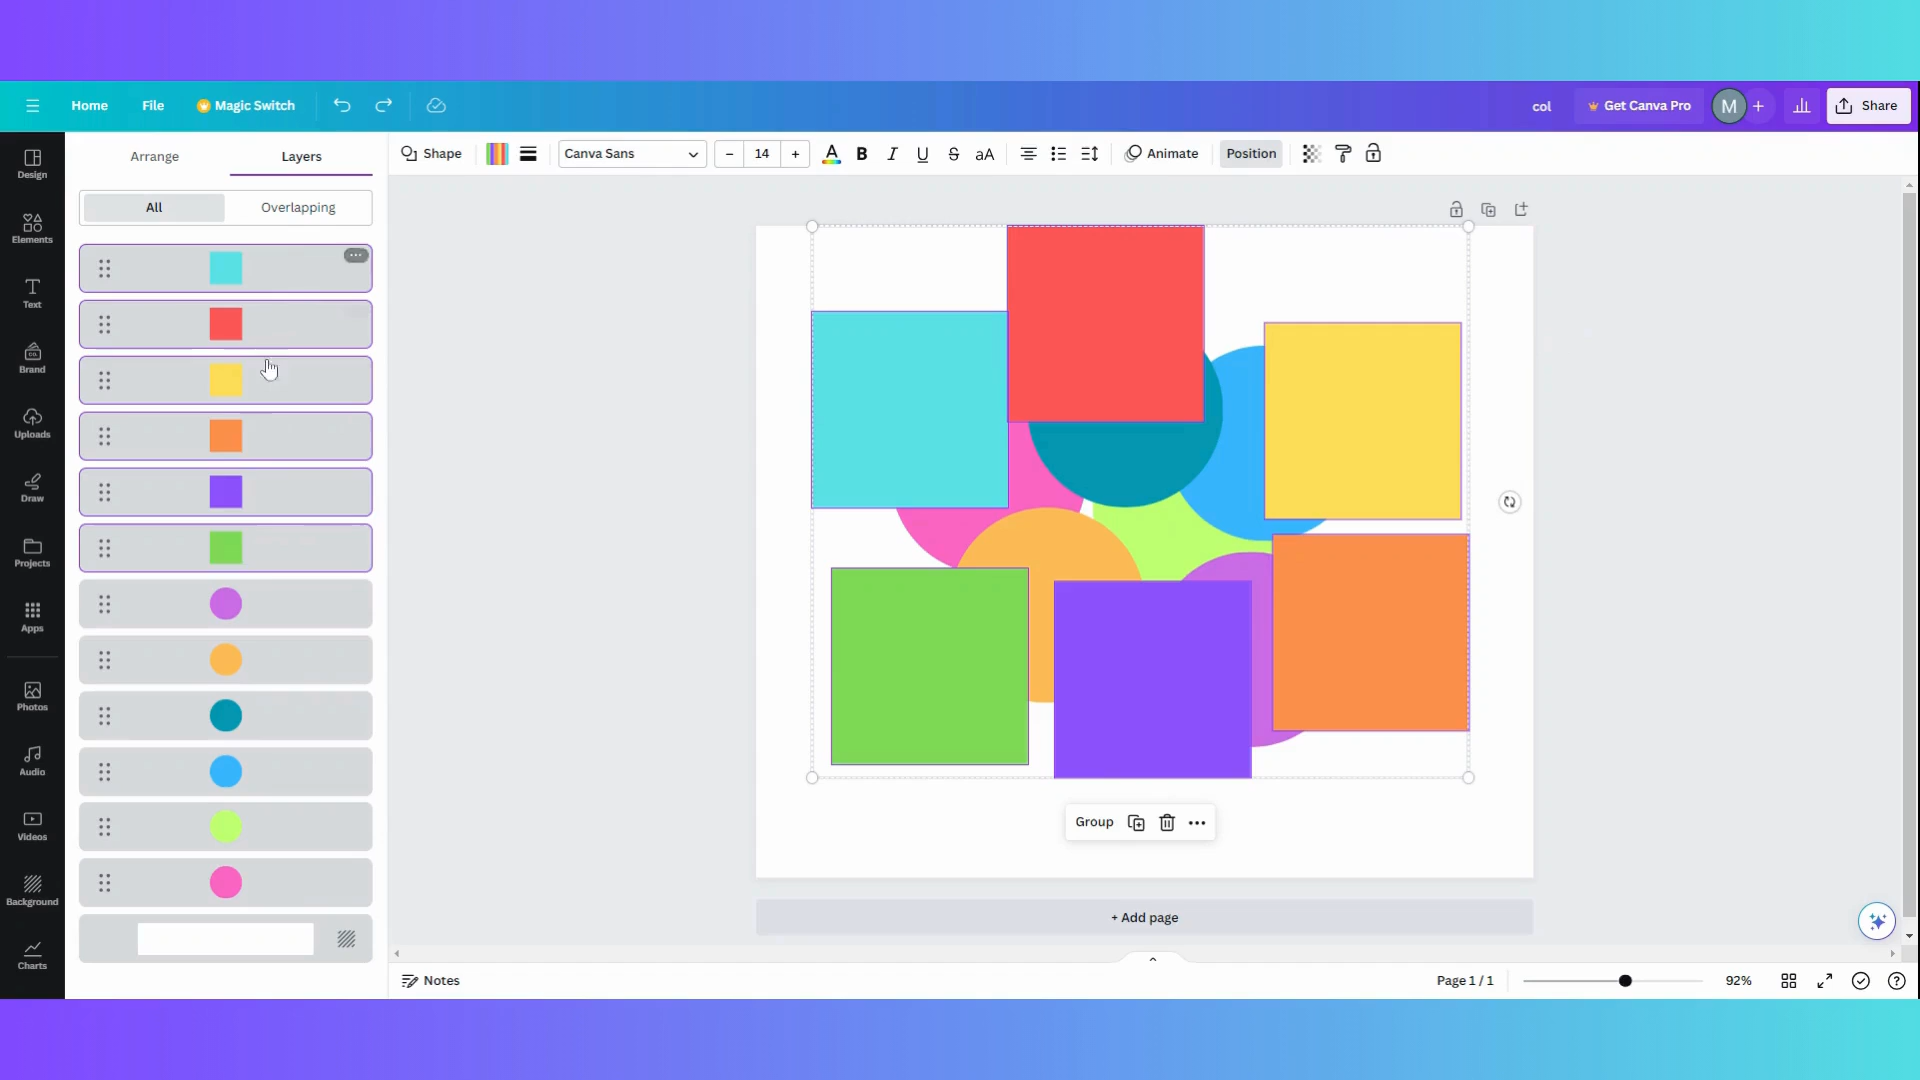 Home File Magic Switch col Get Canva Pro M Share
Arrange Layers Shape Canva Sans 14 A B I U S aA Animate Position
All Overlapping
Design
Elements
Text
CO.
Brand
Uploads
Draw
Projects
Apps
Photos
Audio
Videos
Background
Charts
Group
+ Add page
Notes Page 1 / 1 92%